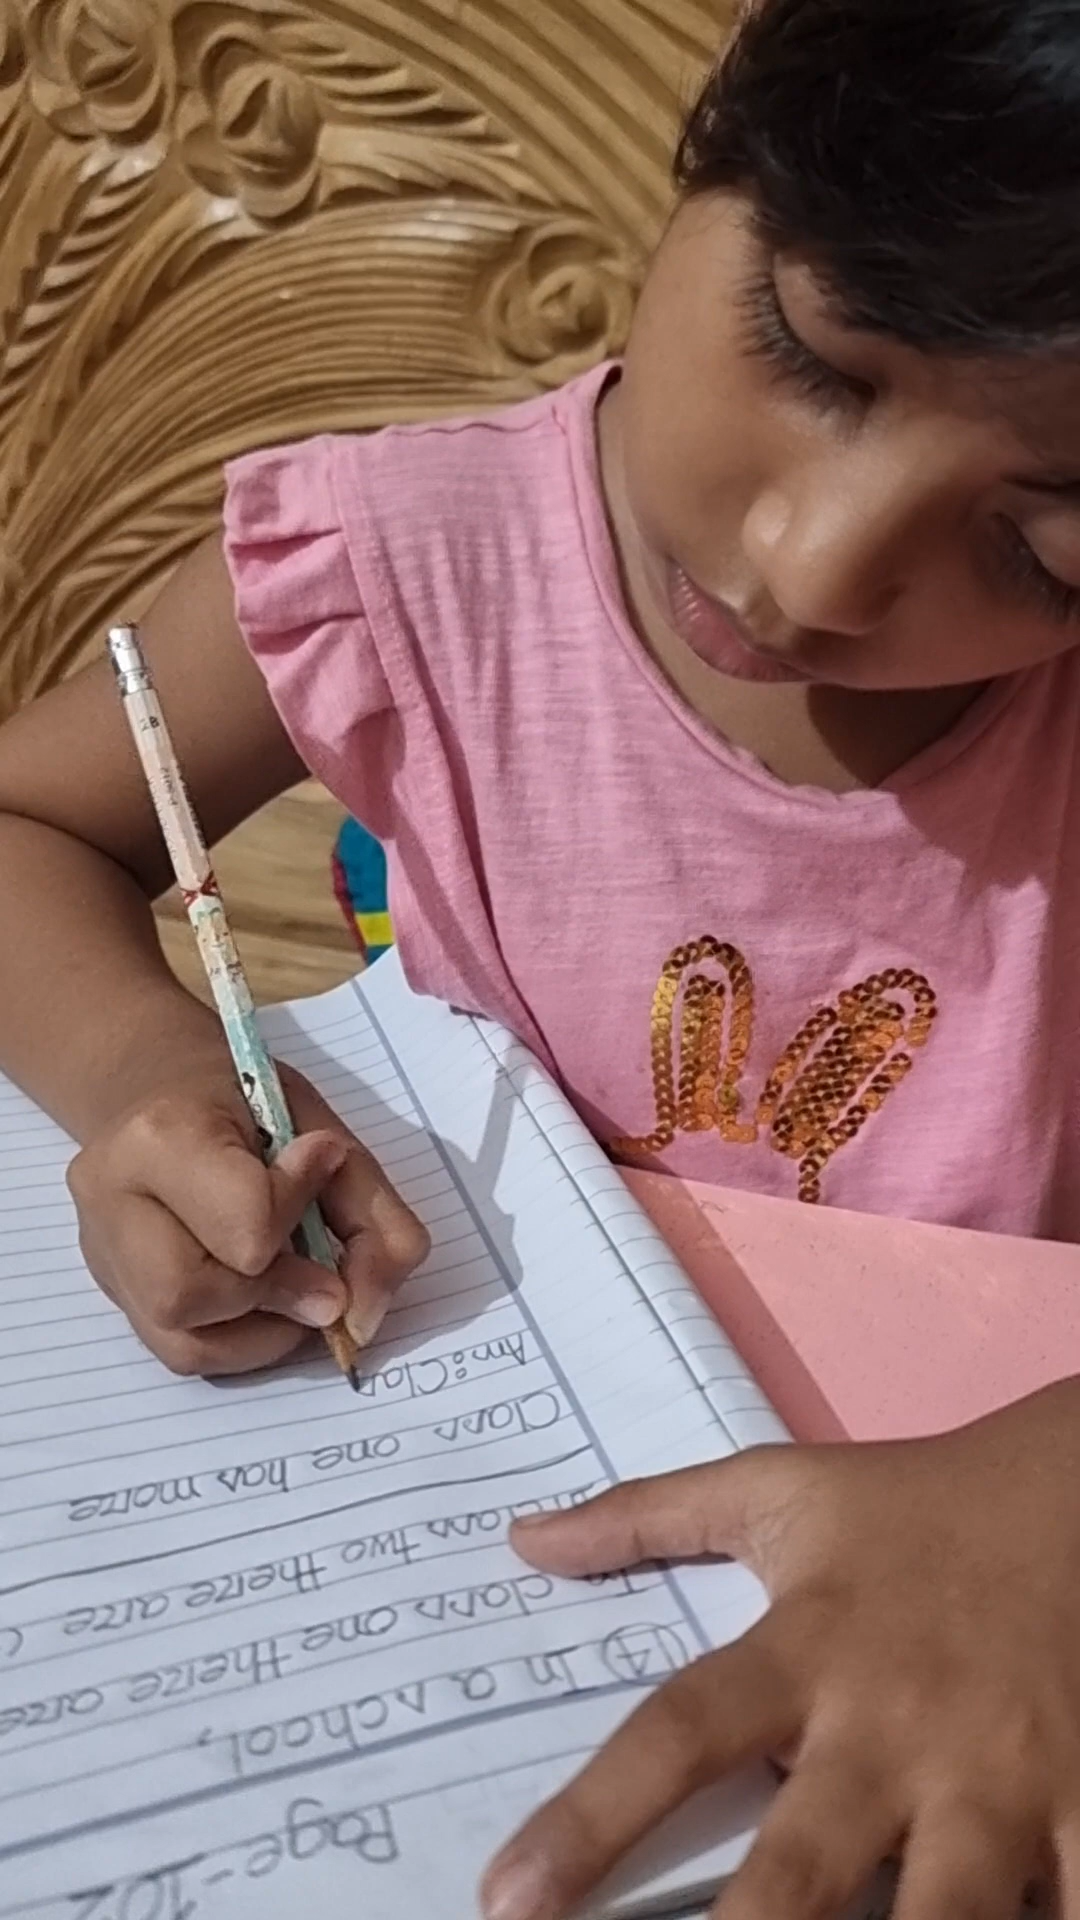 Page-102
④ In a school,
In class one there are
In class two there are (
Class one has more
Ans: Clas
2B